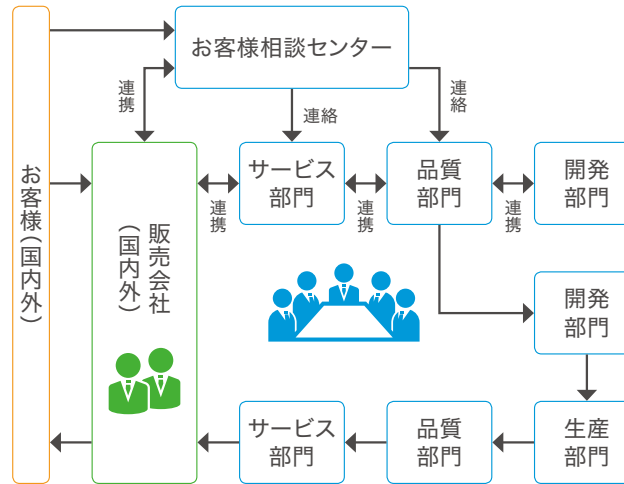 お客様相談センター
連携
連絡
連絡
お客様(国内外)
販売会社
(国内外)
サービス
部門
品質
部門
開発
部門
連携
連携
連携
開発
部門
サービス
部門
品質
部門
生産
部門